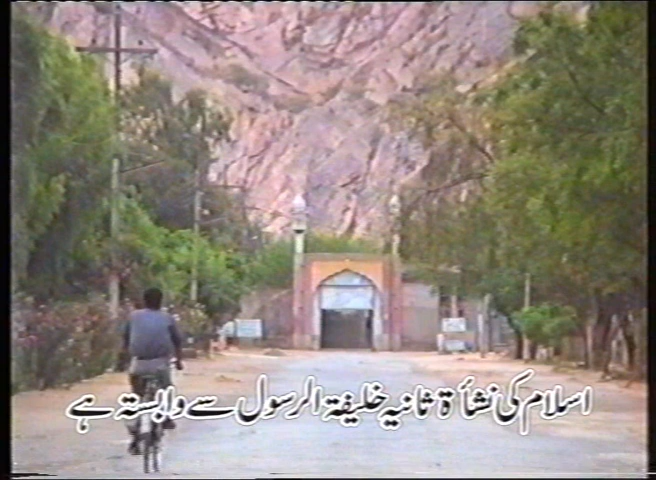 اسلام کی نشأۃ ثانیہ خلیفۃ الرسول سے وابستہ ہے